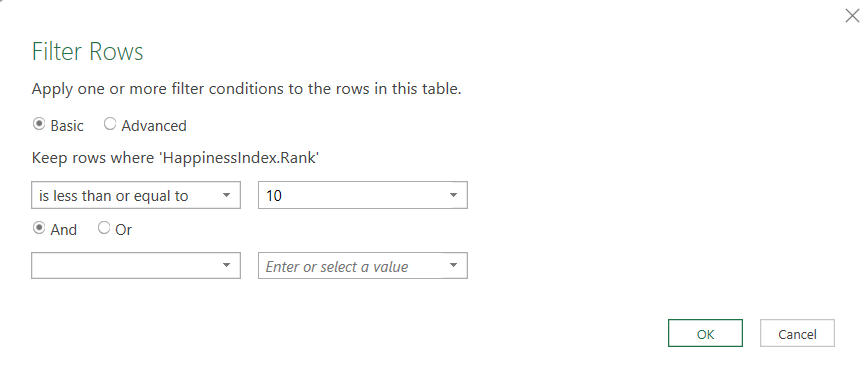 Filter Rows
Apply one or more filter conditions to the rows in this table.
Basic Advanced
Keep rows where 'HappinessIndex.Rank'
is less than or equal to 10
And Or
Enter or select a value
OK Cancel